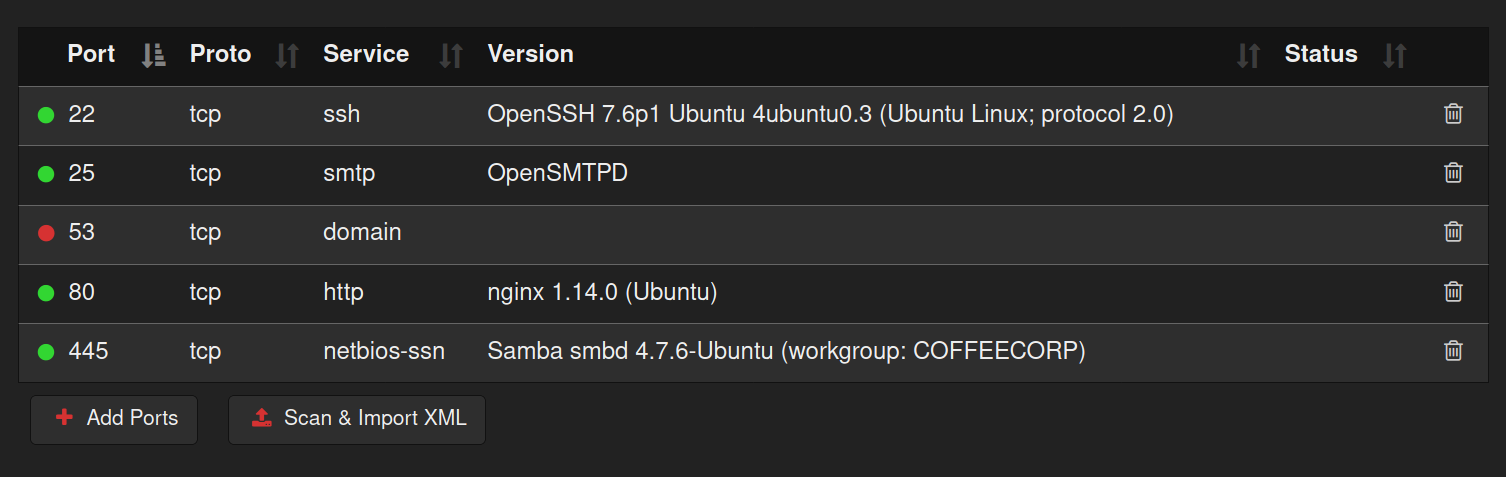 Port Proto Service Version Status
22 tcp ssh OpenSSH 7.6p1 Ubuntu 4ubuntu0.3 (Ubuntu Linux; protocol 2.0)
25 tcp smtp OpenSMTPD
53 tcp domain
80 tcp http nginx 1.14.0 (Ubuntu)
445 tcp netbios-ssn Samba smbd 4.7.6-Ubuntu (workgroup: COFFEECORP)
Add Ports Scan & Import XML